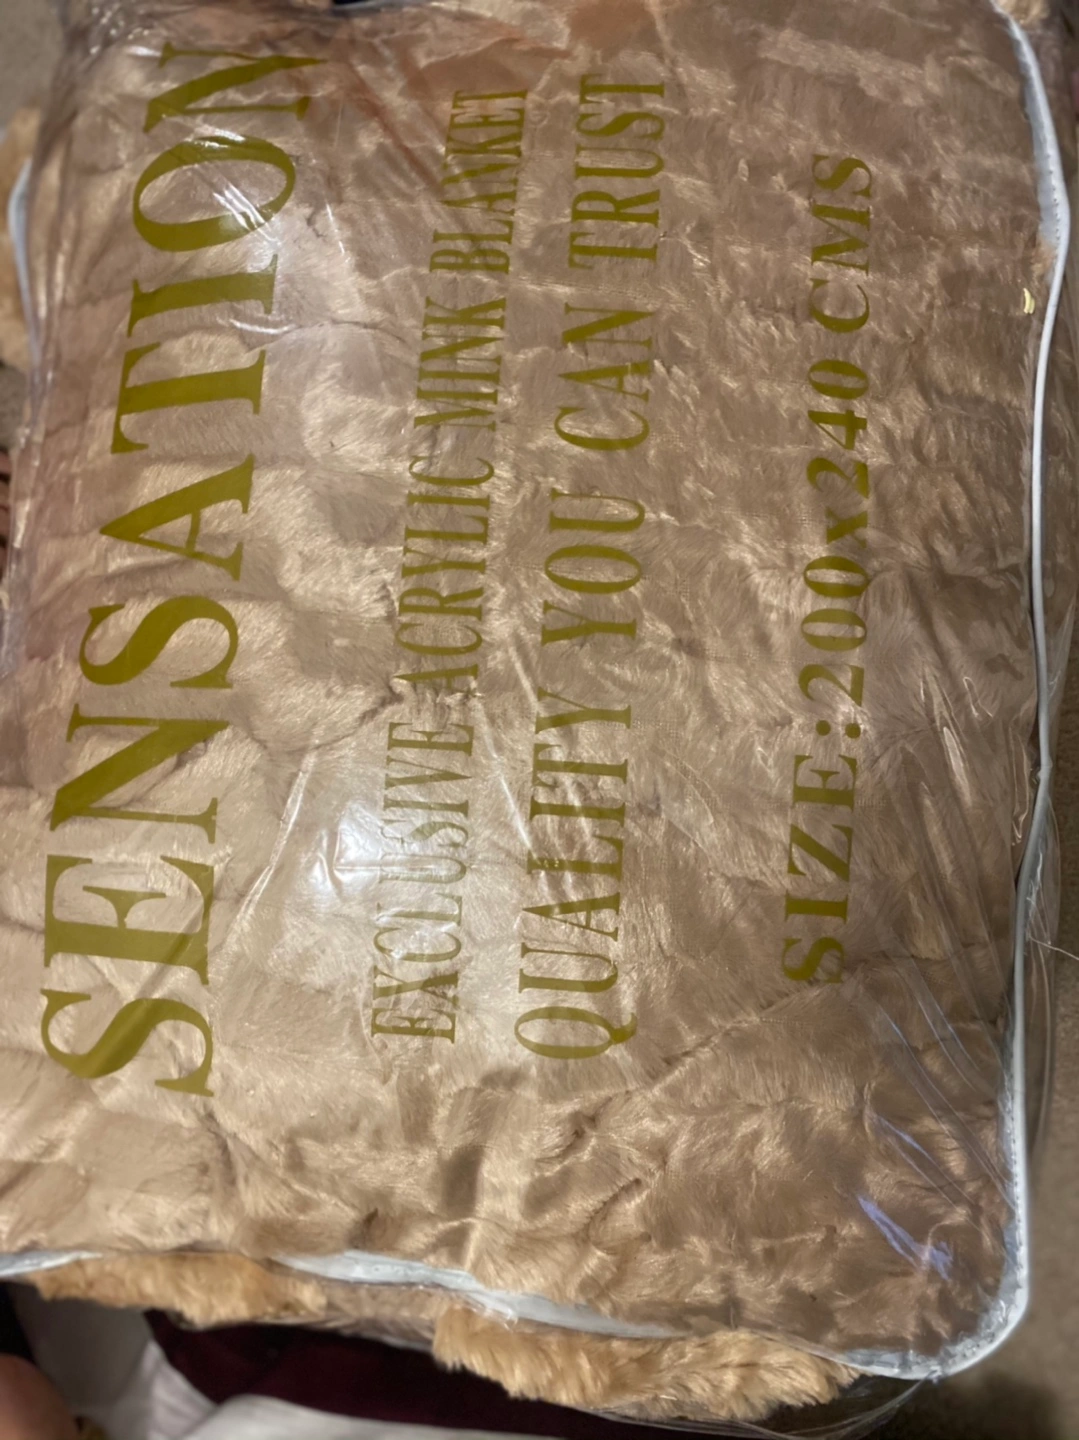 SENSATION
EXCLUSIVE ACRYLIC MINK BLANKET
QUALITY YOU CAN TRUST
SIZE:200x240 CMS